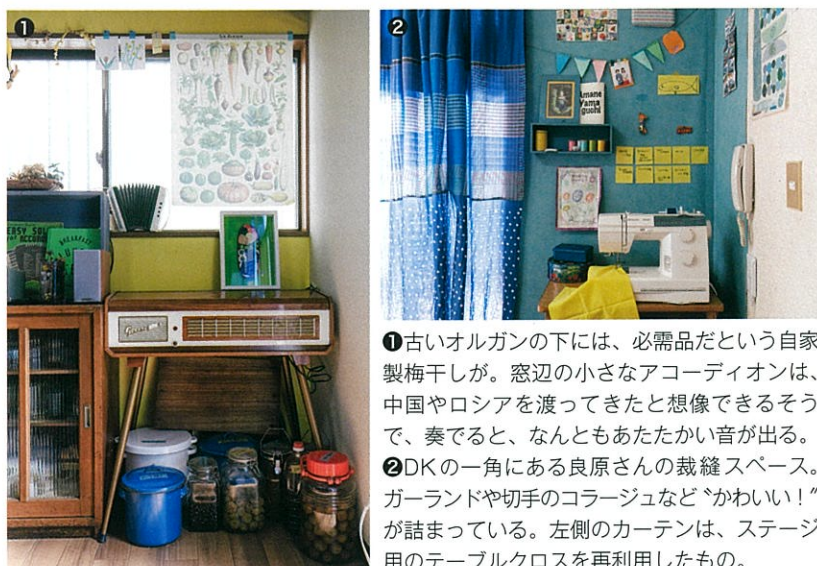 ❶
❷
Amane
Yama
guchi
EASY SOL
BREAKFAST
❶古いオルガンの下には、必需品だという自家
製梅干しが。窓辺の小さなアコーディオンは、
中国やロシアを渡ってきたと想像できるそう
で、奏でると、なんともあたたかい音が出る。
❷DKの一角にある良原さんの裁縫スペース。
ガーランドや切手のコラージュなど〝かわいい！〟
が詰まっている。左側のカーテンは、ステージ
用のテーブルクロスを再利用したもの。